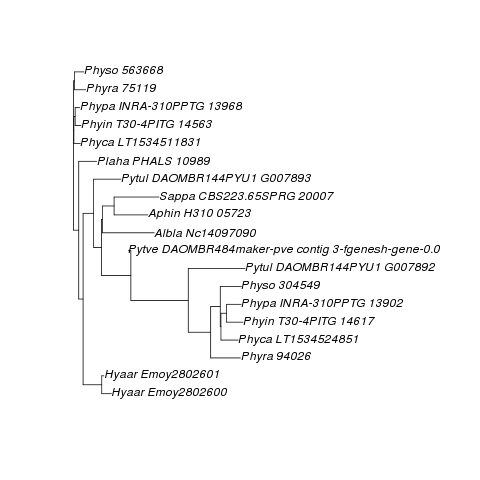 Physo 563668
Phyra 75119
Phypa INRA-310PPTG 13968
Phyin T30-4PITG 14563
Phyca LT1534511831
Plaha PHALS 10989
Pytul DAOMBR144PYU1 G007893
Sappa CBS223.65SPRG 20007
Aphin H310 05723
Albla Nc14097090
Pytve DAOMBR484maker-pve contig 3-fgenesh-gene-0.0
Pytul DAOMBR144PYU1 G007892
Physo 304549
Phypa INRA-310PPTG 13902
Phyin T30-4PITG 14617
Phyca LT1534524851
Phyra 94026
Hyaar Emoy2802601
Hyaar Emoy2802600